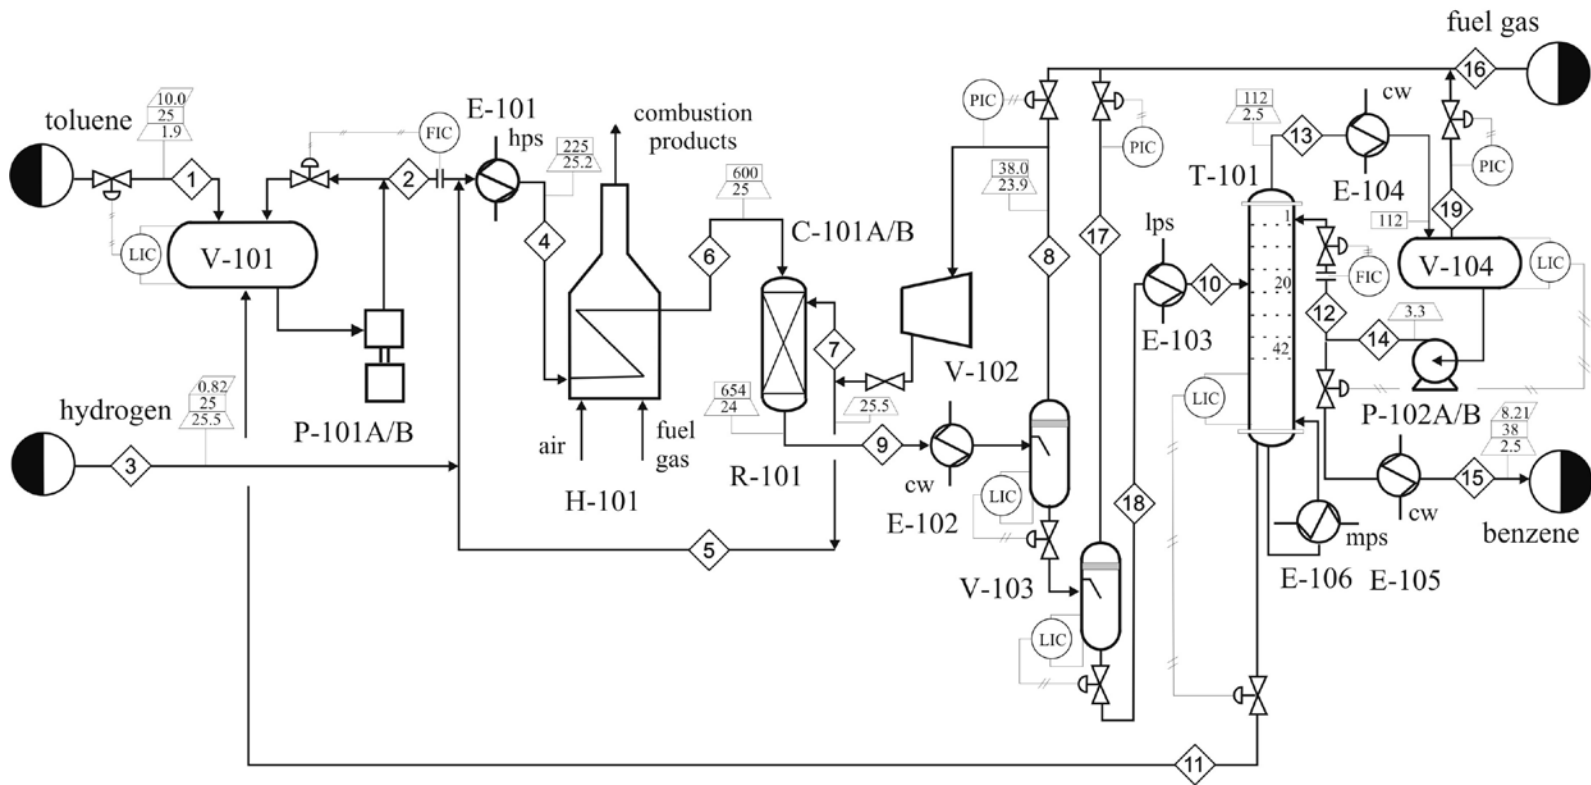 fuel gas
16
10.0
25
1.9
toluene
1
FIC
2
E-101
hps
combustion
products
225
25.2
600
25
PIC
38.0
23.9
PIC
112
2.5
13
cw
E-104
PIC
T-101
112
19
LIC
V-101
4
6
C-101A/B
8
17
lps
10
E-103
1
20
42
FIC
12
V-104
LIC
3.3
14
7
V-102
hydrogen
0.82
25
25.5
3
P-101A/B
air
fuel
gas
H-101
654
24
25.5
R-101
9
cw
E-102
LIC
LIC
P-102A/B
8.21
38
2.5
15
cw
benzene
18
mps
E-106
E-105
5
V-103
LIC
11